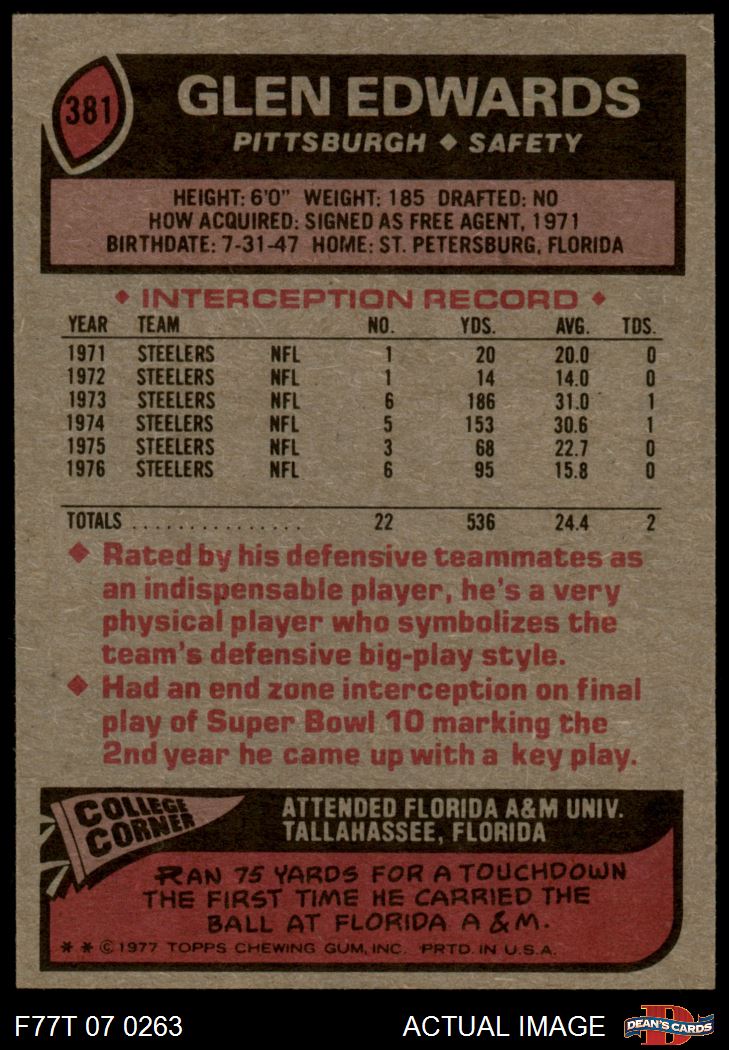 381
GLEN EDWARDS
PITTSBURGH ◆ SAFETY
HEIGHT: 6'0" WEIGHT: 185 DRAFTED: NO
HOW ACQUIRED: SIGNED AS FREE AGENT, 1971
BIRTHDATE: 7-31-47 HOME: ST. PETERSBURG, FLORIDA
◆ INTERCEPTION RECORD ◆
YEAR TEAM NO. YDS. AVG. TDS.
1971 STEELERS NFL 1 20 20.0 0
1972 STEELERS NFL 1 14 14.0 0
1973 STEELERS NFL 6 186 31.0 1
1974 STEELERS NFL 5 153 30.6 1
1975 STEELERS NFL 3 68 22.7 0
1976 STEELERS NFL 6 95 15.8 0
TOTALS ................ 22 536 24.4 2
◆ Rated by his defensive teammates as
an indispensable player, he's a very
physical player who symbolizes the
team's defensive big-play style.
◆ Had an end zone interception on final
play of Super Bowl 10 marking the
2nd year he came up with a key play.
COLLEGE
CORNER
ATTENDED FLORIDA A&M UNIV.
TALLAHASSEE, FLORIDA
RAN 75 YARDS FOR A TOUCHDOWN
THE FIRST TIME HE CARRIED THE
BALL AT FLORIDA A & M.
* * © 1977 TOPPS CHEWING GUM, INC. PRTD. IN U.S.A.
F77T 07 0263
ACTUAL IMAGE
D
DEAN'S CARDS